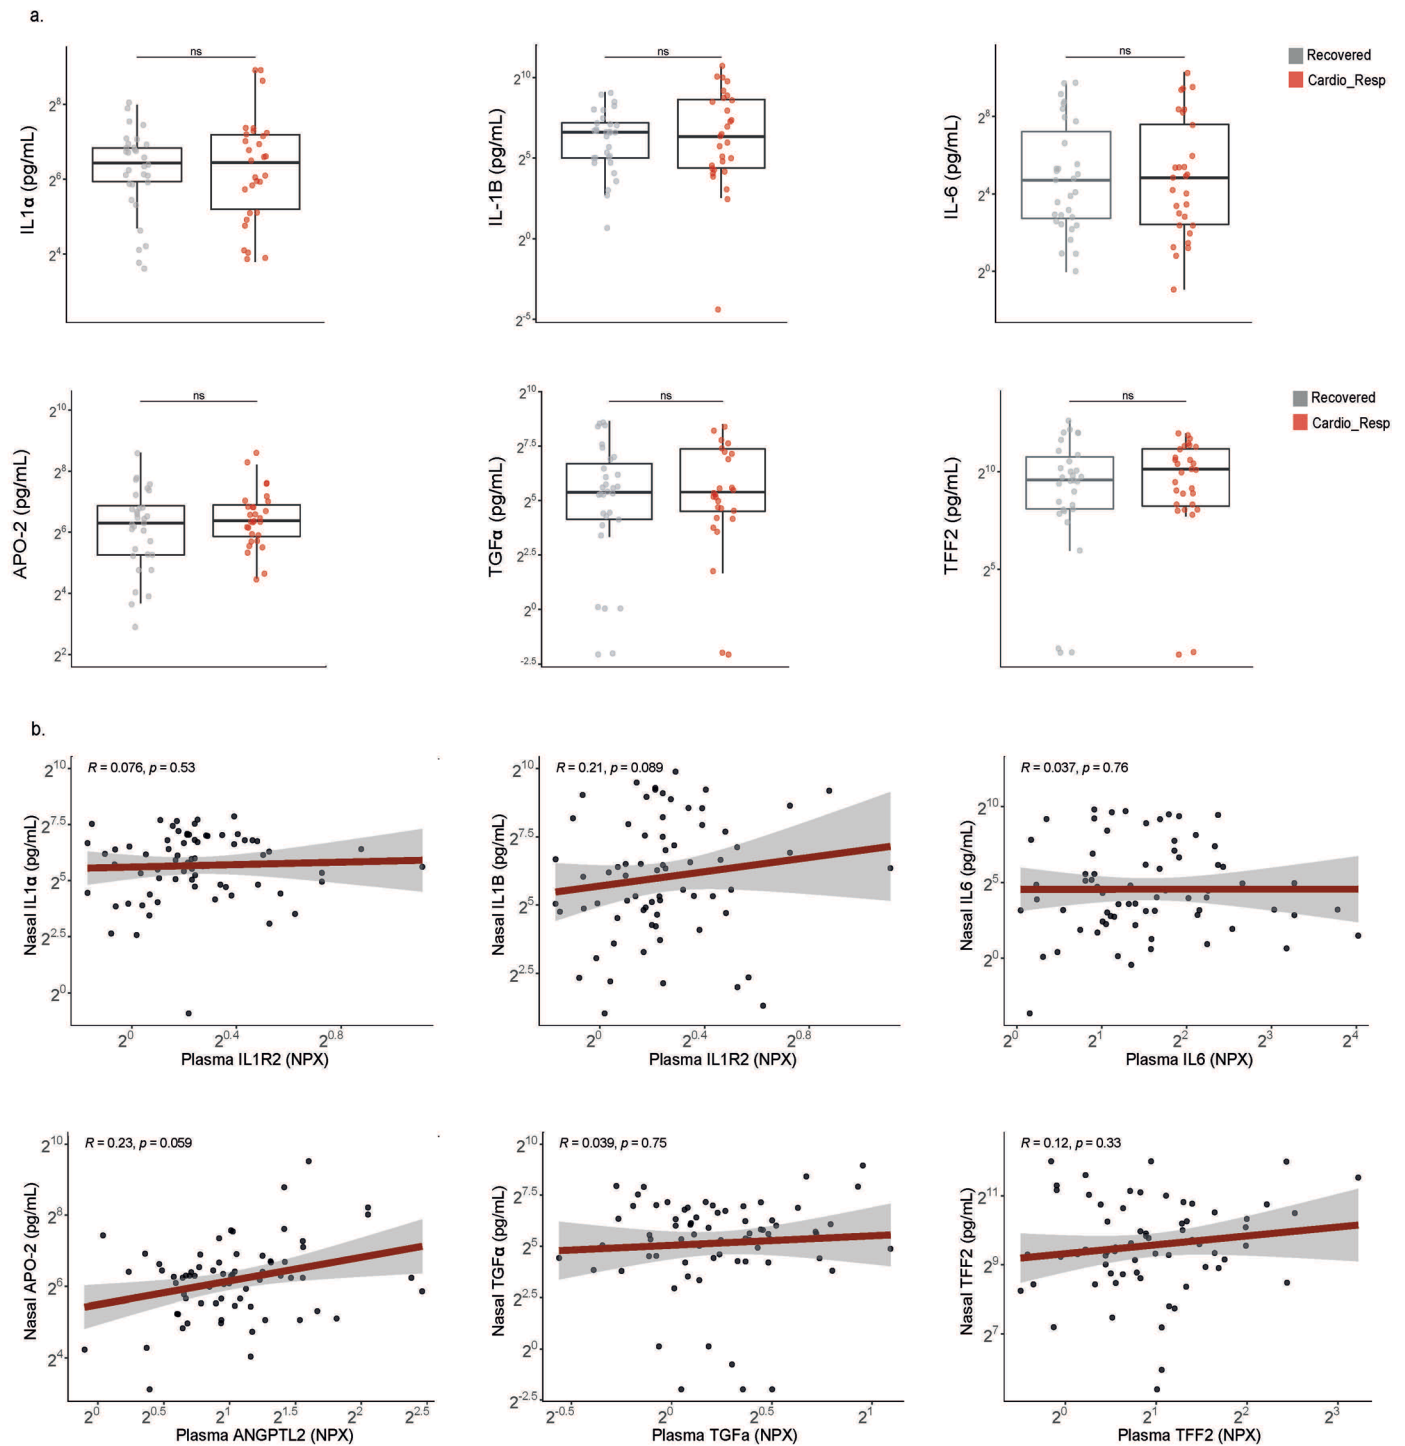 a.
ns
IL1α (pg/mL)
2^8
2^6
2^4
ns
IL-1B (pg/mL)
2^10
2^5
2^0
2^-5
ns
IL-6 (pg/mL)
2^8
2^4
2^0
Recovered
Cardio_Resp
ns
APO-2 (pg/mL)
2^10
2^8
2^6
2^4
2^2
ns
TGFα (pg/mL)
2^10
2^7.5
2^5
2^2.5
2^0
-2.5
ns
TFF2 (pg/mL)
2^10
2^5
Recovered
Cardio_Resp
b.
R = 0.076, p = 0.53
Nasal IL1α (pg/mL)
2^10
2^7.5
2^5
2^2.5
2^0
2^0 2^0.4 2^0.8
Plasma IL1R2 (NPX)
R = 0.21, p = 0.089
Nasal IL1B (pg/mL)
2^10
2^7.5
2^5
2^2.5
2^0 2^0.4 2^0.8
Plasma IL1R2 (NPX)
R = 0.037, p = 0.76
Nasal IL6 (pg/mL)
2^10
2^5
2^0
2^0 2^1 2^2 2^3 2^4
Plasma IL6 (NPX)
R = 0.23, p = 0.059
Nasal APO-2 (pg/mL)
2^10
2^8
2^6
2^4
2^0 2^0.5 2^1 2^1.5 2^2 2^2.5
Plasma ANGPTL2 (NPX)
R = 0.039, p = 0.75
Nasal TGFα (pg/mL)
2^10
2^7.5
2^5
2^2.5
2^0
2^-2.5
2^-0.5 2^0 2^0.5 2^1
Plasma TGFa (NPX)
R = 0.12, p = 0.33
Nasal TFF2 (pg/mL)
2^11
2^9
2^7
2^0 2^1 2^2 2^3
Plasma TFF2 (NPX)